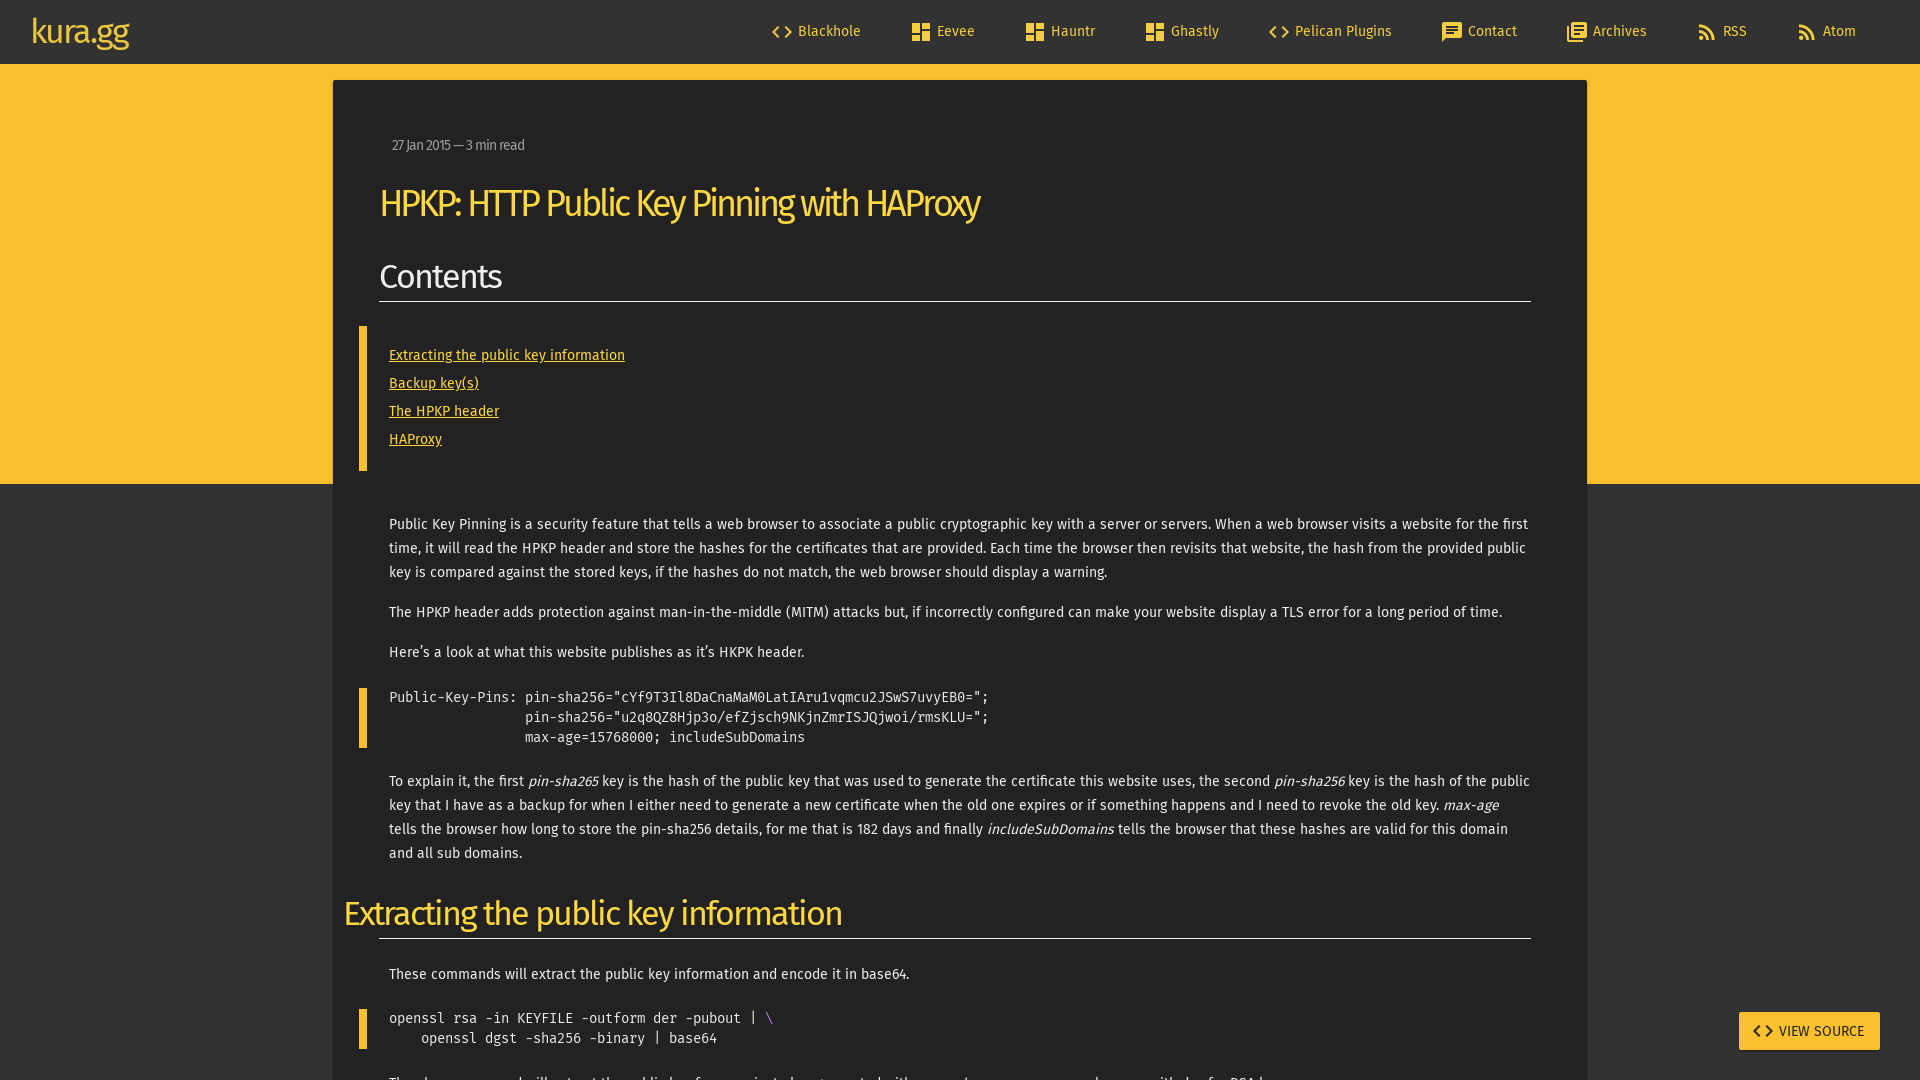 kura.gg
Blackhole Eevee Hauntr Ghastly Pelican Plugins Contact Archives RSS Atom
27 Jan 2015 — 3 min read
HPKP: HTTP Public Key Pinning with HAProxy
Contents
Extracting the public key information
Backup key(s)
The HPKP header
HAProxy
Public Key Pinning is a security feature that tells a web browser to associate a public cryptographic key with a server or servers. When a web browser visits a website for the first
time, it will read the HPKP header and store the hashes for the certificates that are provided. Each time the browser then revisits that website, the hash from the provided public
key is compared against the stored keys, if the hashes do not match, the web browser should display a warning.
The HPKP header adds protection against man-in-the-middle (MITM) attacks but, if incorrectly configured can make your website display a TLS error for a long period of time.
Here’s a look at what this website publishes as it’s HKPK header.
Public-Key-Pins: pin-sha256="cYf9T3Il8DaCnaMaM0LatIAru1vqmcu2JSwS7uvyEB0=";
pin-sha256="u2q8QZ8Hjp3o/efZjsch9NKjnZmrISJQjwoi/rmsKLU=";
max-age=15768000; includeSubDomains
To explain it, the first pin-sha265 key is the hash of the public key that was used to generate the certificate this website uses, the second pin-sha256 key is the hash of the public
key that I have as a backup for when I either need to generate a new certificate when the old one expires or if something happens and I need to revoke the old key. max-age
tells the browser how long to store the pin-sha256 details, for me that is 182 days and finally includeSubDomains tells the browser that these hashes are valid for this domain
and all sub domains.
Extracting the public key information
These commands will extract the public key information and encode it in base64.
openssl rsa -in KEYFILE -outform der -pubout | \
openssl dgst -sha256 -binary | base64
VIEW SOURCE